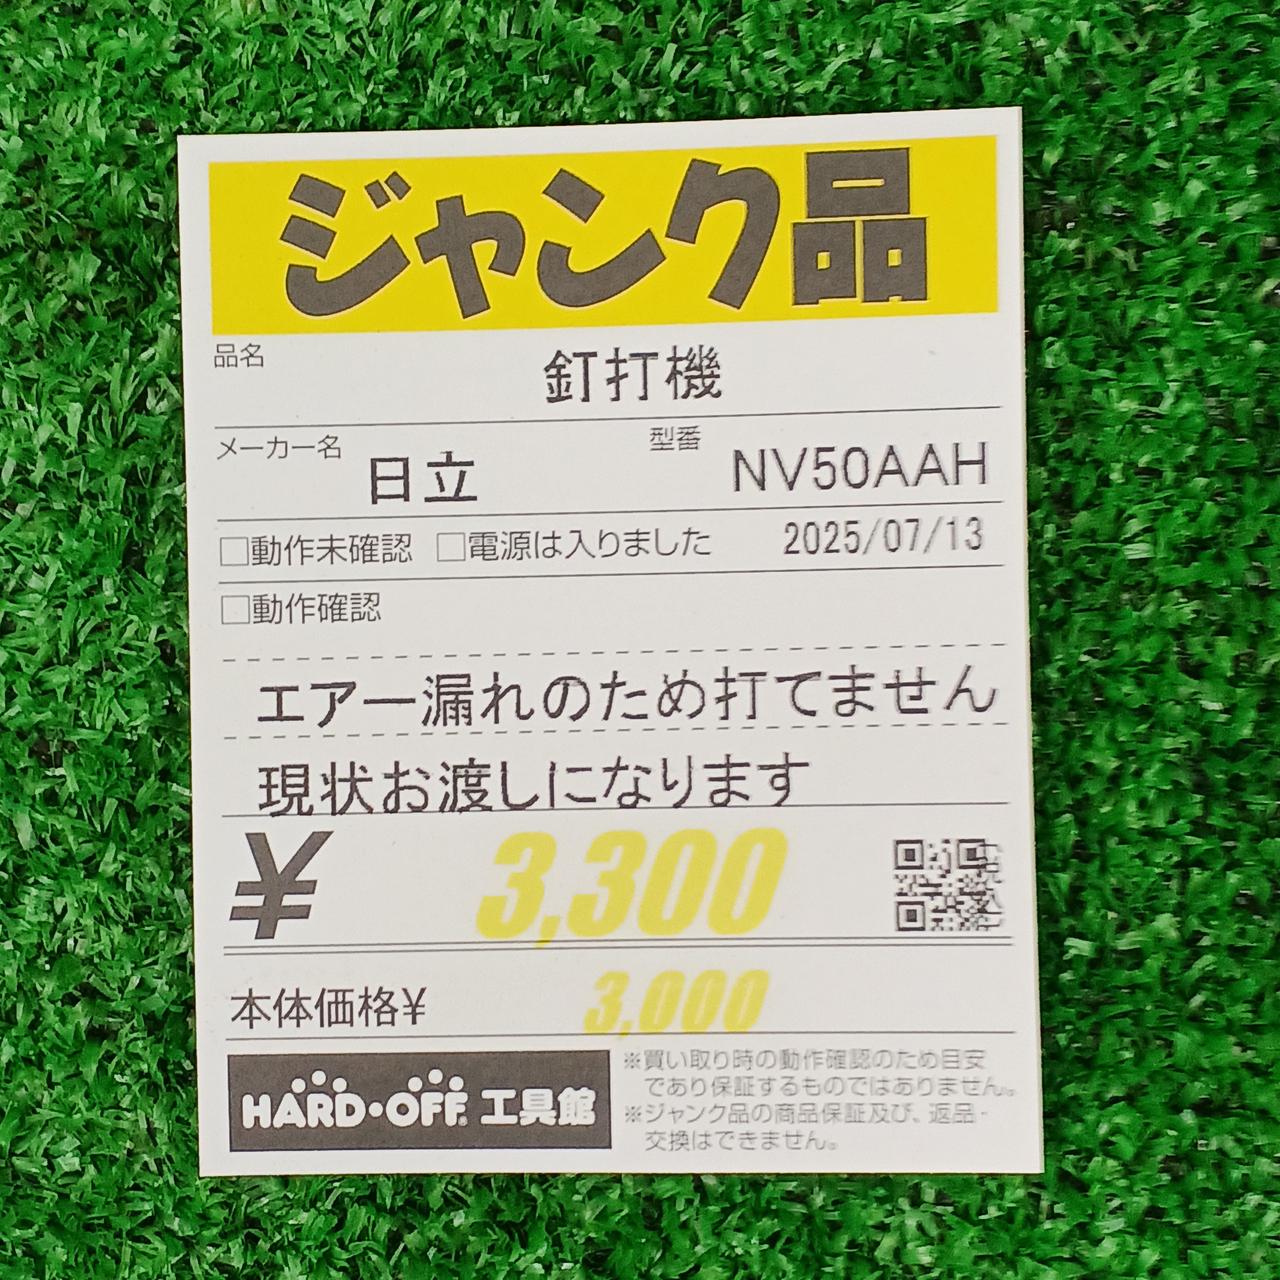 ジャンク品
品名
釘打機
メーカー名 日立 型番 NV50AAH
□動作未確認 □電源は入りました 2025/07/13
□動作確認
エアー漏れのため打てません
現状お渡しになります
¥ 3,300
本体価格¥ 3,000
HARD・OFF® 工具館
※買い取り時の動作確認のため目安
であり保証するものではありません。
※ジャンク品の商品保証及び、返品・
交換はできません。